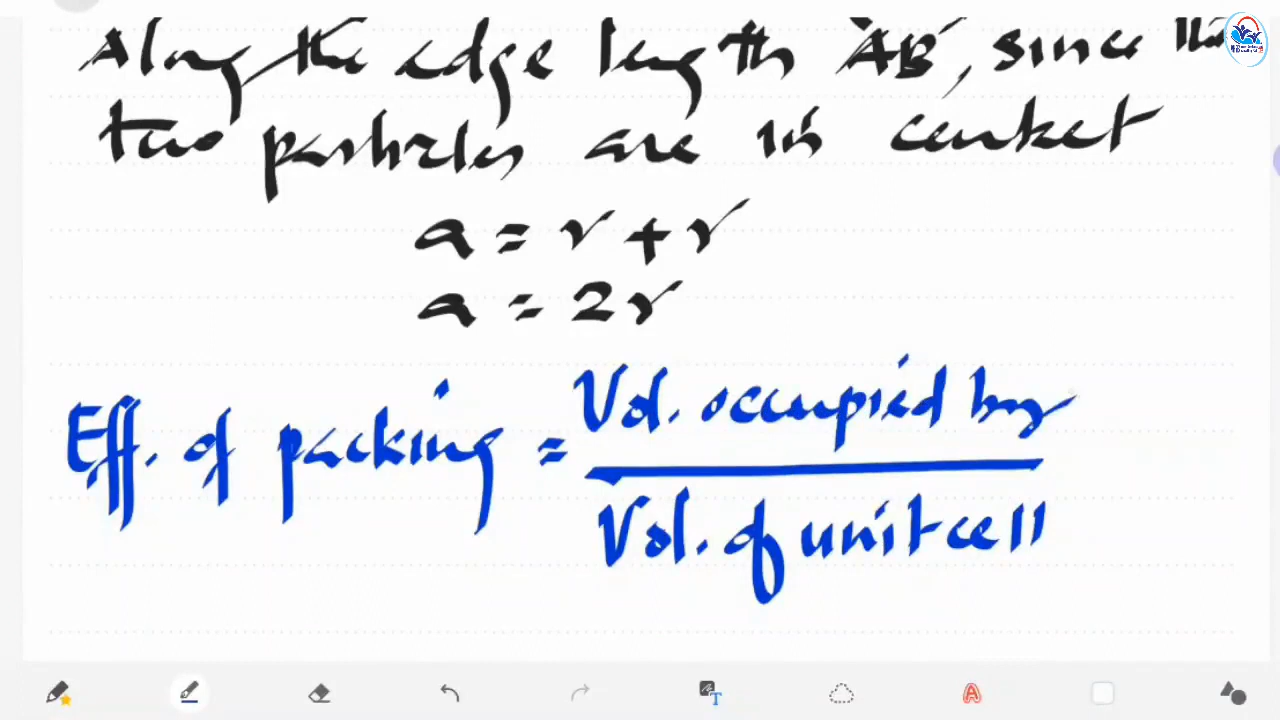 Along the edge length 'AB', since the
two particles are in contact
a = r + r
a = 2r
Eff. of packing = Vol. occupied by
Vol. of unit cell